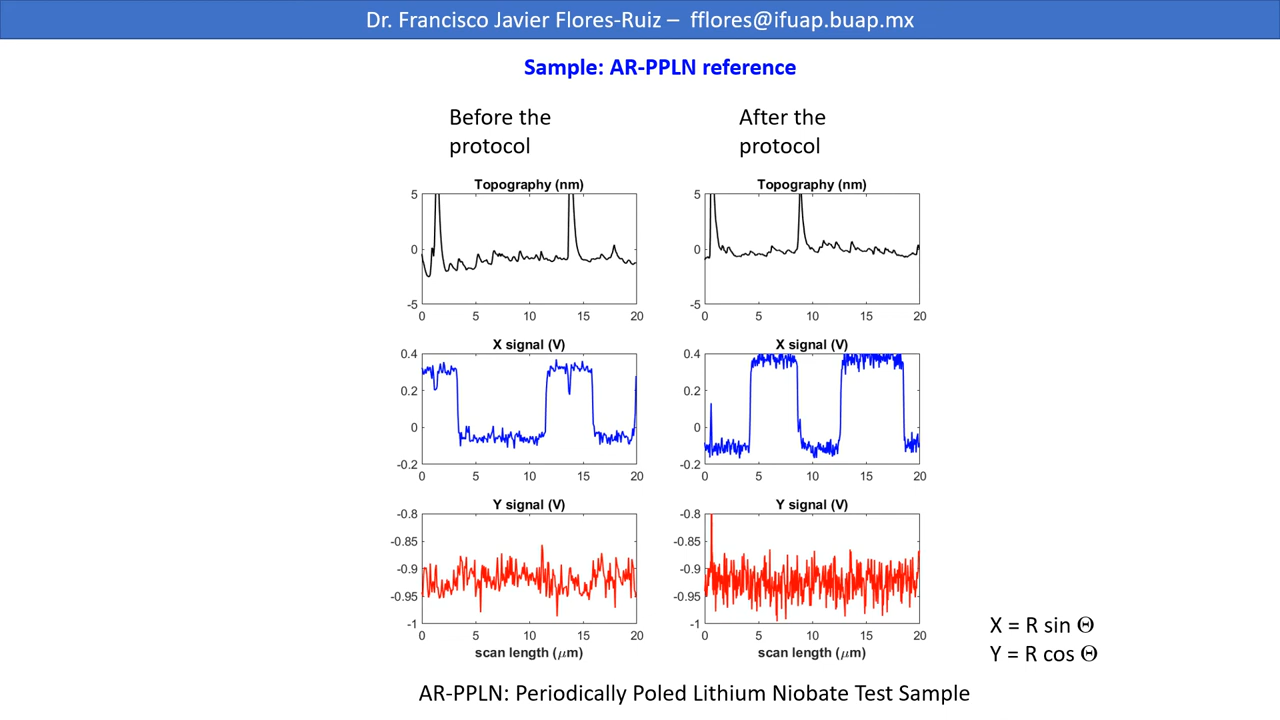 Dr. Francisco Javier Flores-Ruiz – fflores@ifuap.buap.mx
Sample: AR-PPLN reference
Before the
protocol
After the
protocol
Topography (nm)
5
0
-5
0 5 10 15 20
Topography (nm)
5
0
-5
0 5 10 15 20
X signal (V)
0.4
0.2
0
-0.2
0 5 10 15 20
X signal (V)
0.4
0.2
0
-0.2
0 5 10 15 20
Y signal (V)
-0.8
-0.85
-0.9
-0.95
-1
0 5 10 15 20
scan length (μm)
Y signal (V)
-0.8
-0.85
-0.9
-0.95
-1
0 5 10 15 20
scan length (μm)
X = R sin Θ
Y = R cos Θ
AR-PPLN: Periodically Poled Lithium Niobate Test Sample